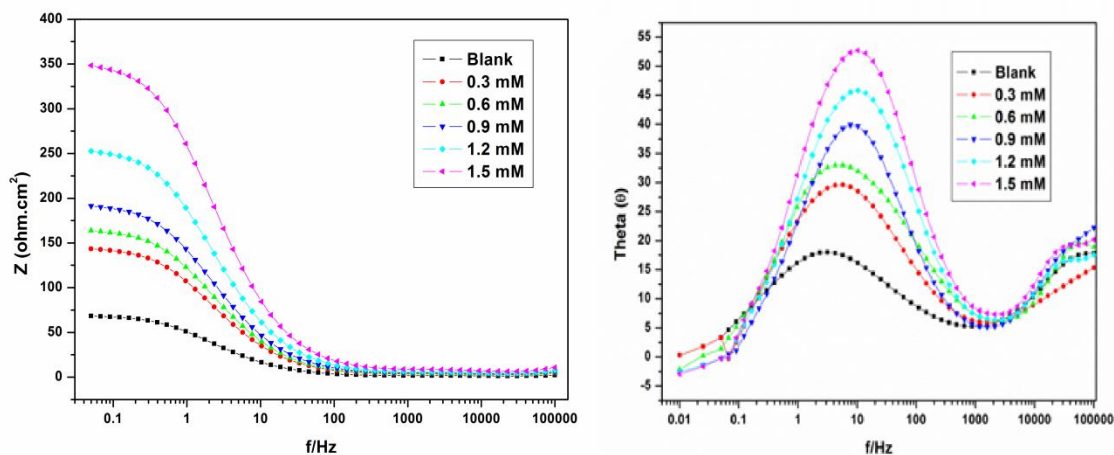 400
350
300
250
200
150
100
50
0
Z (ohm.cm²)
0.1 1 10 100 1000 10000 100000
f/Hz
Blank
0.3 mM
0.6 mM
0.9 mM
1.2 mM
1.5 mM
55
50
45
40
35
30
25
20
15
10
5
0
-5
Theta (θ)
0.01 0.1 1 10 100 1000 10000 100000
f/Hz
Blank
0.3 mM
0.6 mM
0.9 mM
1.2 mM
1.5 mM